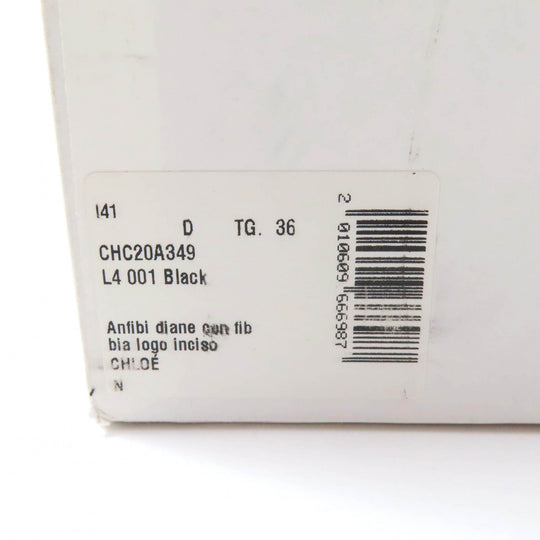 I41
D TG. 36
CHC20A349
L4 001 Black
Anfibi diane con fib
bia logo inciso
CHLOÉ
N
2 010609 666987